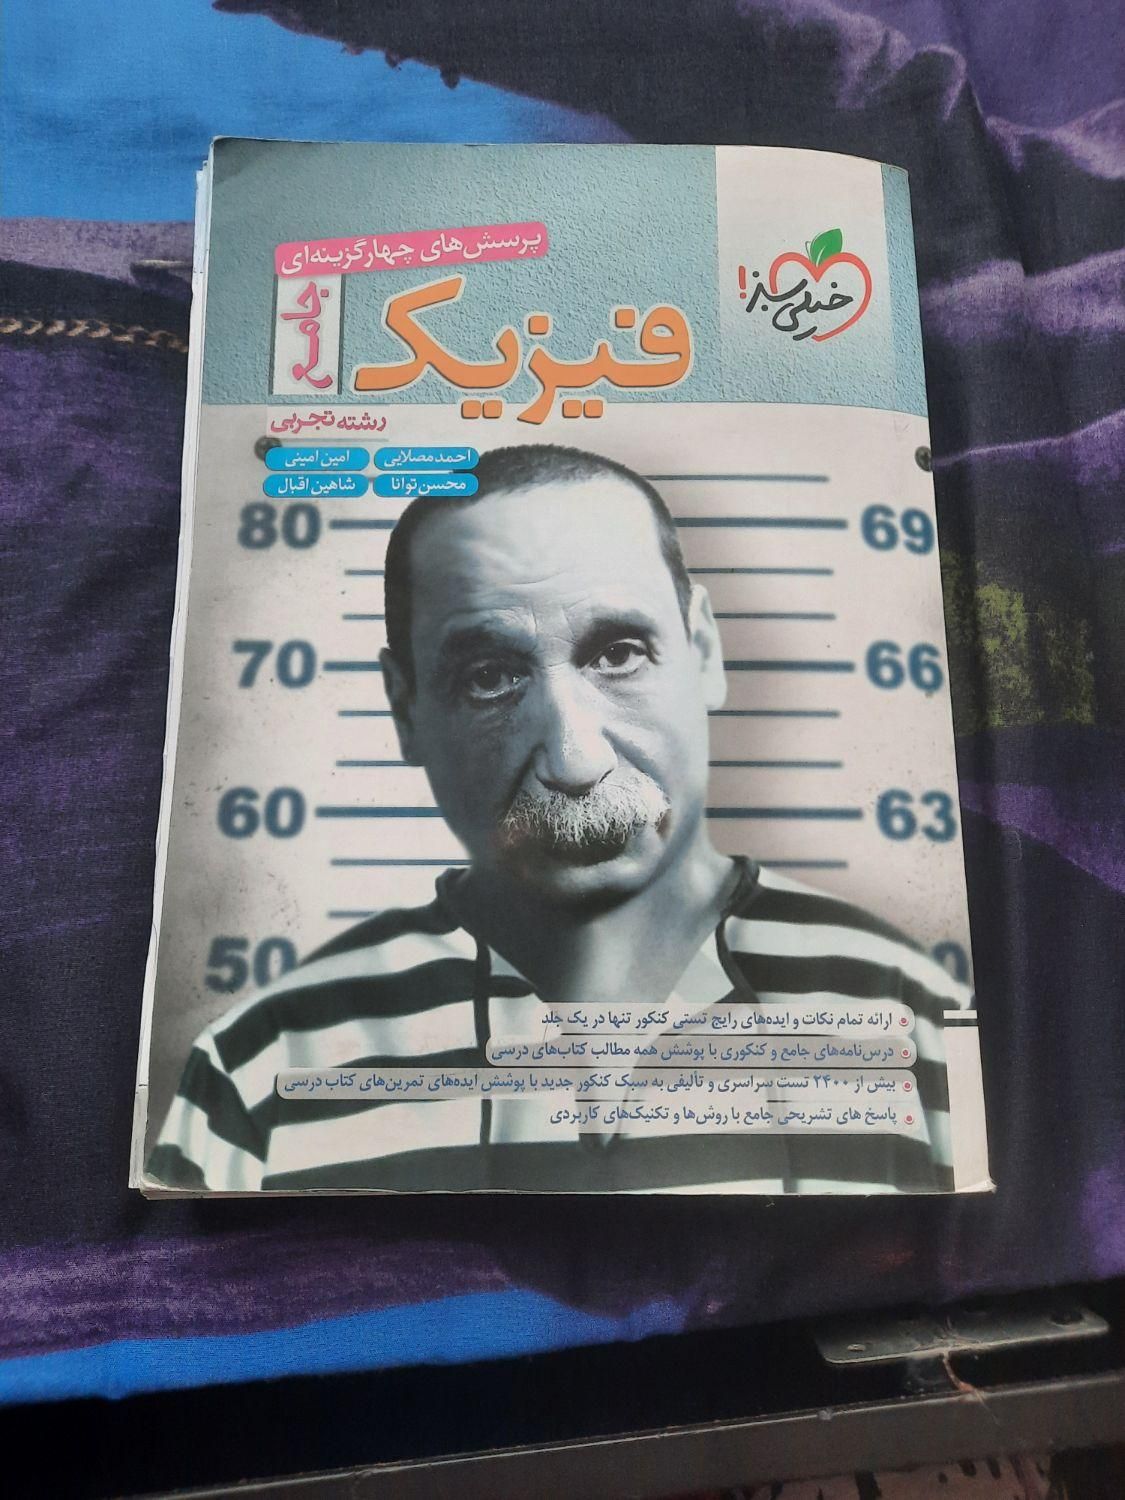 خیلی سبز!
پرسش‌های چهارگزینه‌ای
فیزیک
جامع
رشته تجربی
احمد مصلایی
امین امینی
محسن توانا
شاهین اقبال
80
69
70
66
60
63
50
0
ارائه تمام نکات و ایده‌های رایج تستی کنکور تنها در یک جلد
درس‌نامه‌های جامع و کنکوری با پوشش همه مطالب کتاب‌های درسی
بیش از ۲۴۰۰ تست سراسری و تألیفی به سبک کنکور جدید با پوشش ایده‌های تمرین‌های کتاب درسی
پاسخ های تشریحی جامع با روش‌ها و تکنیک‌های کاربردی